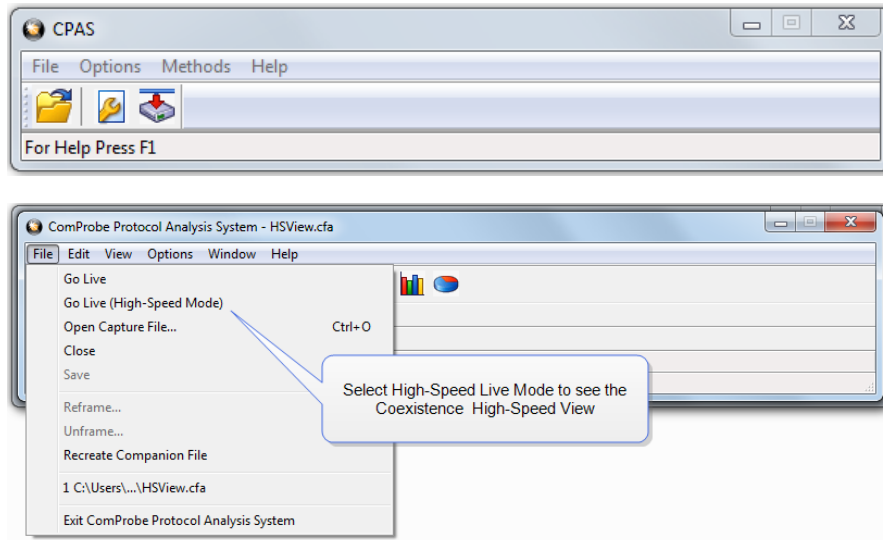 CPAS
File Options Methods Help
For Help Press F1
ComProbe Protocol Analysis System - HSView.cfa
File Edit View Options Window Help
Go Live
Go Live (High-Speed Mode)
Open Capture File... Ctrl+O
Close
Save
Reframe...
Unframe...
Recreate Companion File
1 C:\Users\...\HSView.cfa
Exit ComProbe Protocol Analysis System
Select High-Speed Live Mode to see the
Coexistence High-Speed View